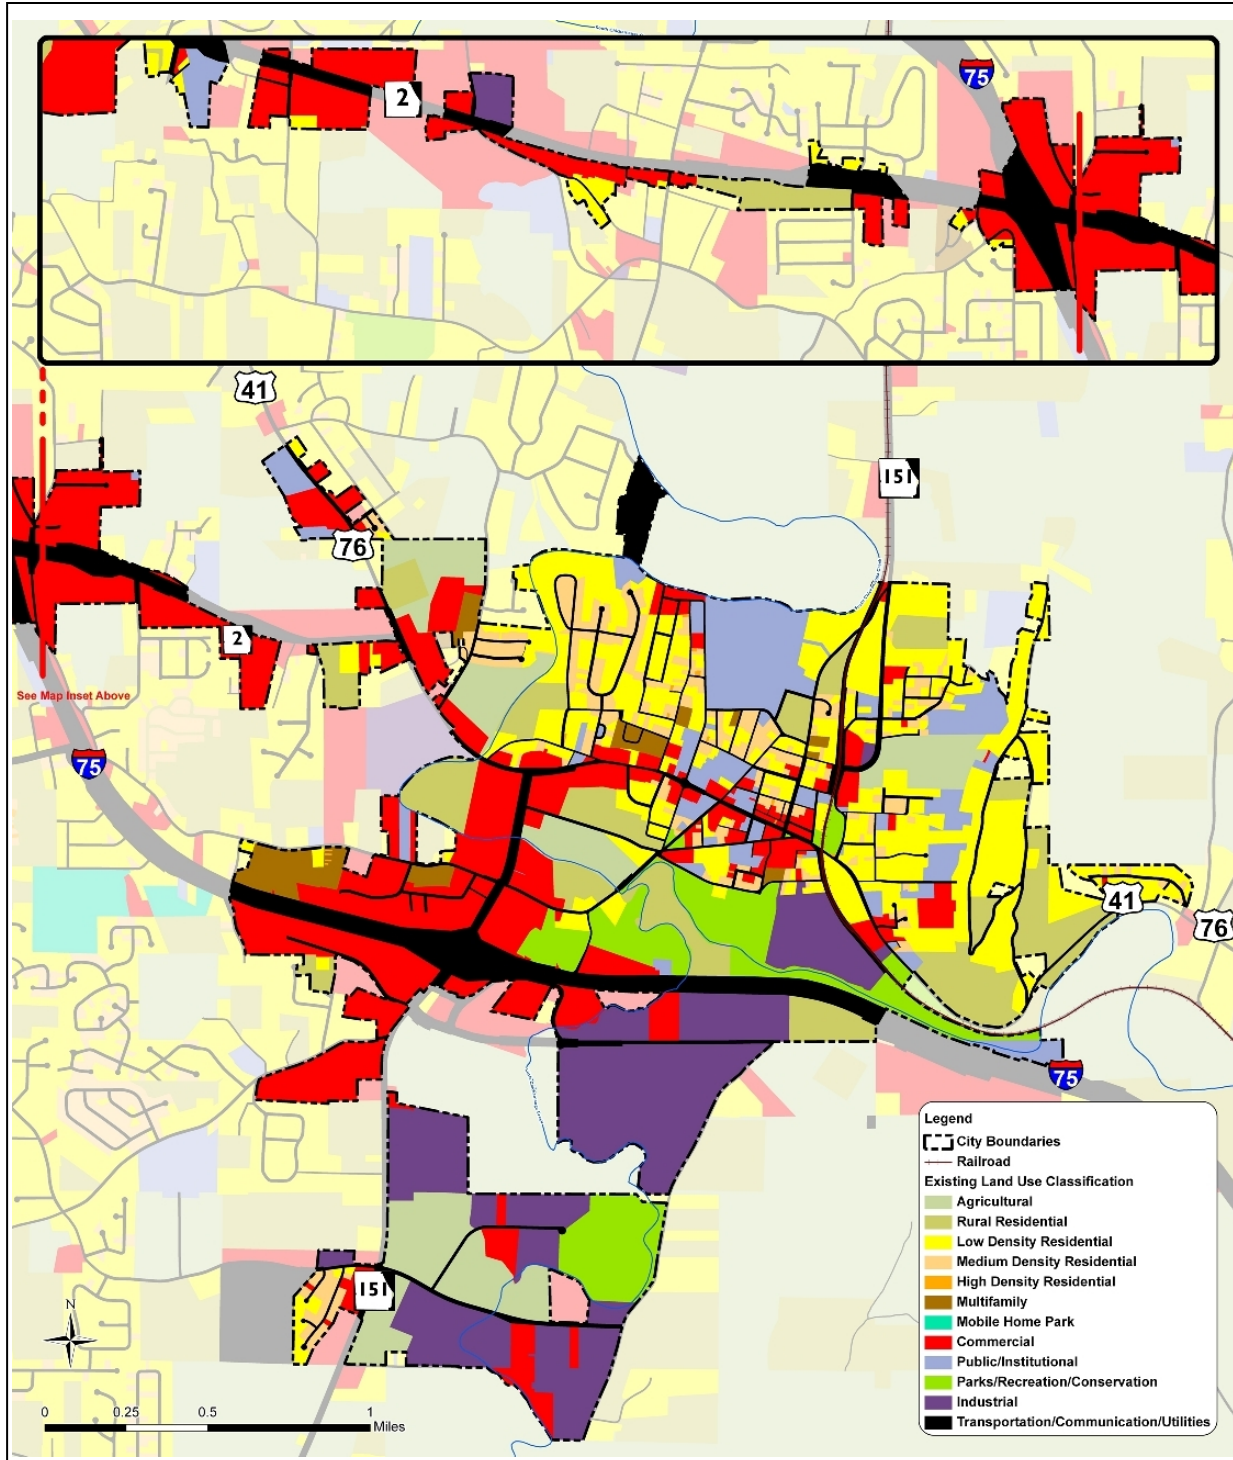 75
2
41
151
76
2
See Map Inset Above
75
41
76
75
151
N
0 0.25 0.5 1
Miles
Legend
City Boundaries
Railroad
Existing Land Use Classification
Agricultural
Rural Residential
Low Density Residential
Medium Density Residential
High Density Residential
Multifamily
Mobile Home Park
Commercial
Public/Institutional
Parks/Recreation/Conservation
Industrial
Transportation/Communication/Utilities